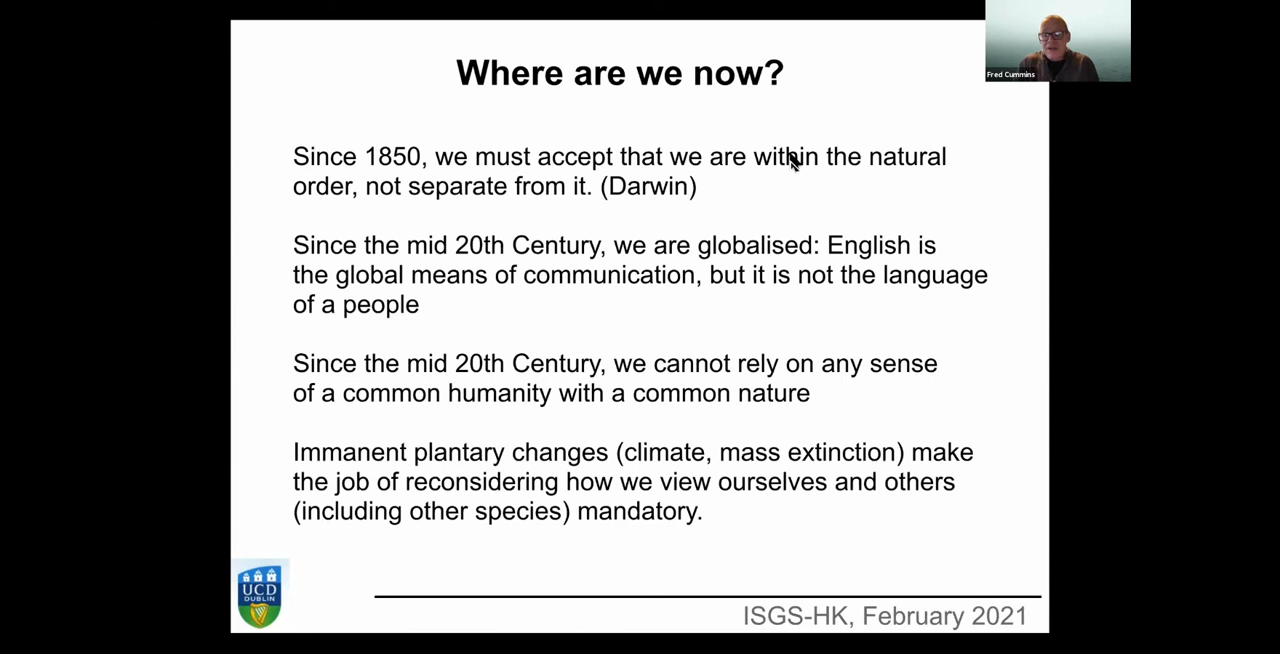 Where are we now?
Fred Cummins
Since 1850, we must accept that we are within the natural
order, not separate from it. (Darwin)
Since the mid 20th Century, we are globalised: English is
the global means of communication, but it is not the language
of a people
Since the mid 20th Century, we cannot rely on any sense
of a common humanity with a common nature
Immanent plantary changes (climate, mass extinction) make
the job of reconsidering how we view ourselves and others
(including other species) mandatory.
UCD
DUBLIN
ISGS-HK, February 2021